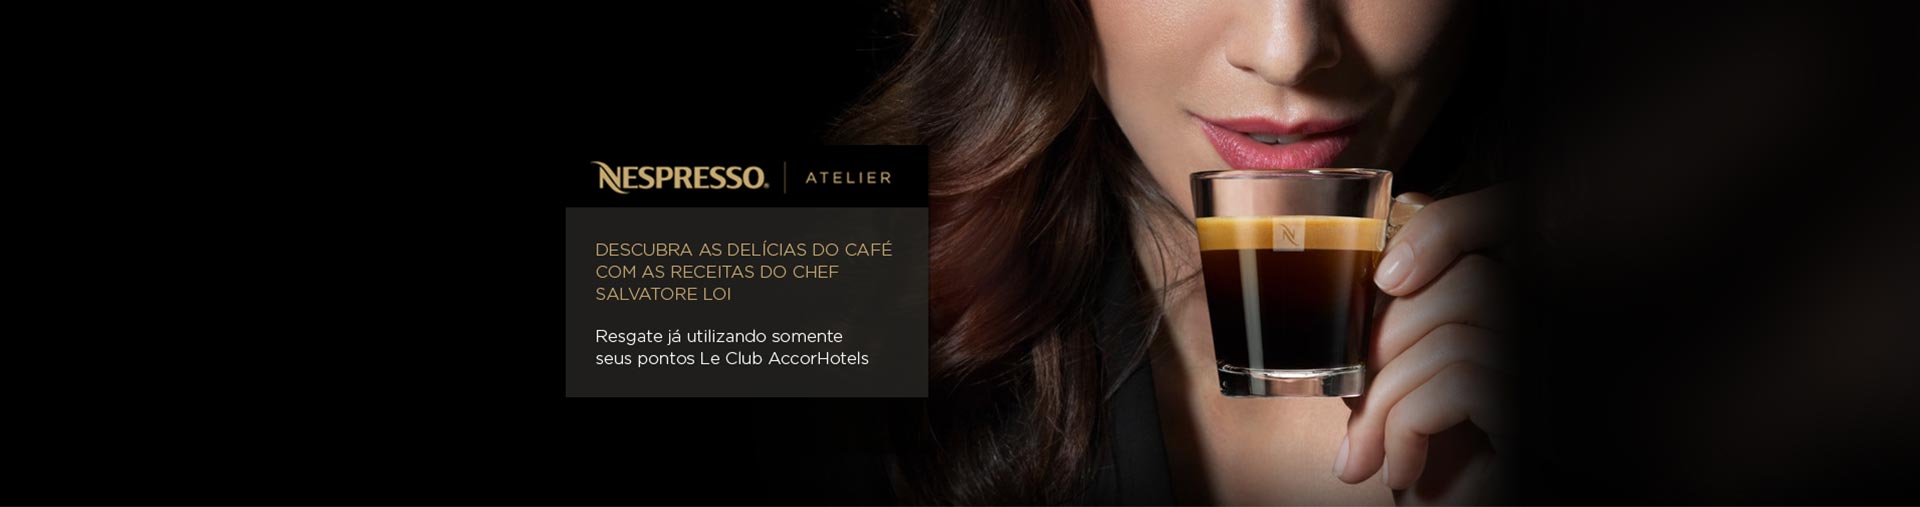 NESPRESSO. | ATELIER
DESCUBRA AS DELÍCIAS DO CAFÉ
COM AS RECEITAS DO CHEF
SALVATORE LOI
Resgate já utilizando somente
seus pontos Le Club AccorHotels
N